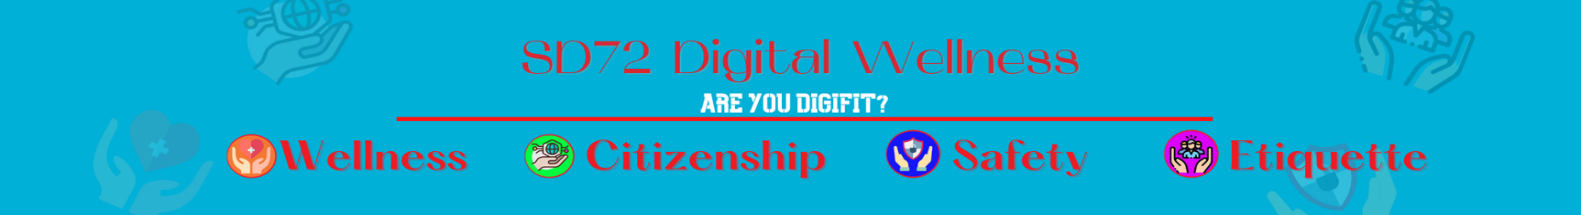 SD72 Digital Wellness
ARE YOU DIGIFIT?
Wellness Citizenship Safety Etiquette